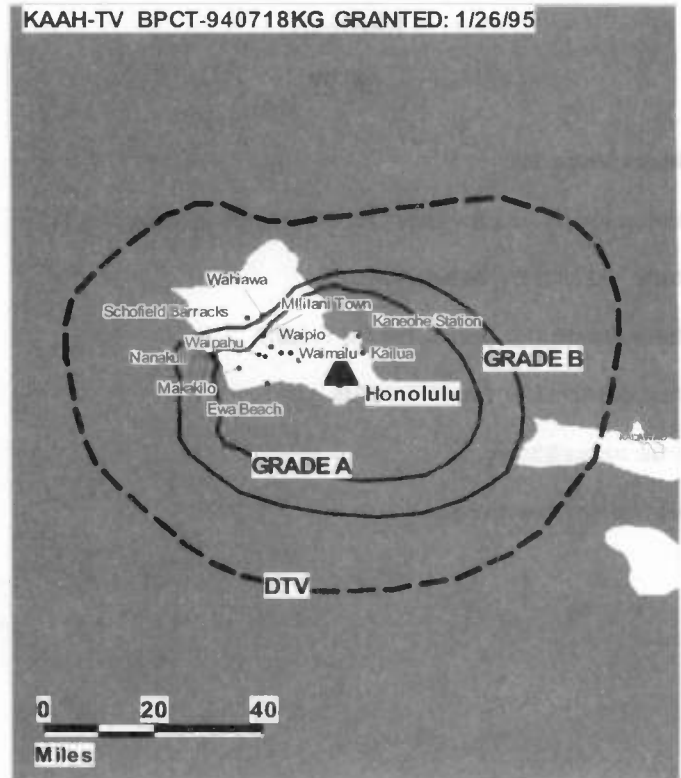 KAAH-TV BPCT-940718KG GRANTED: 1/26/95
Wahiawa
Schofield Barracks
Mililani Town
Kaneohe Station
Waipahu
Waipio
Nanakuli
Waimalu
Kailua
GRADE B
Makakilo
Honolulu
Ewa Beach
KALAWAO
GRADE A
DTV
0 20 40
Miles